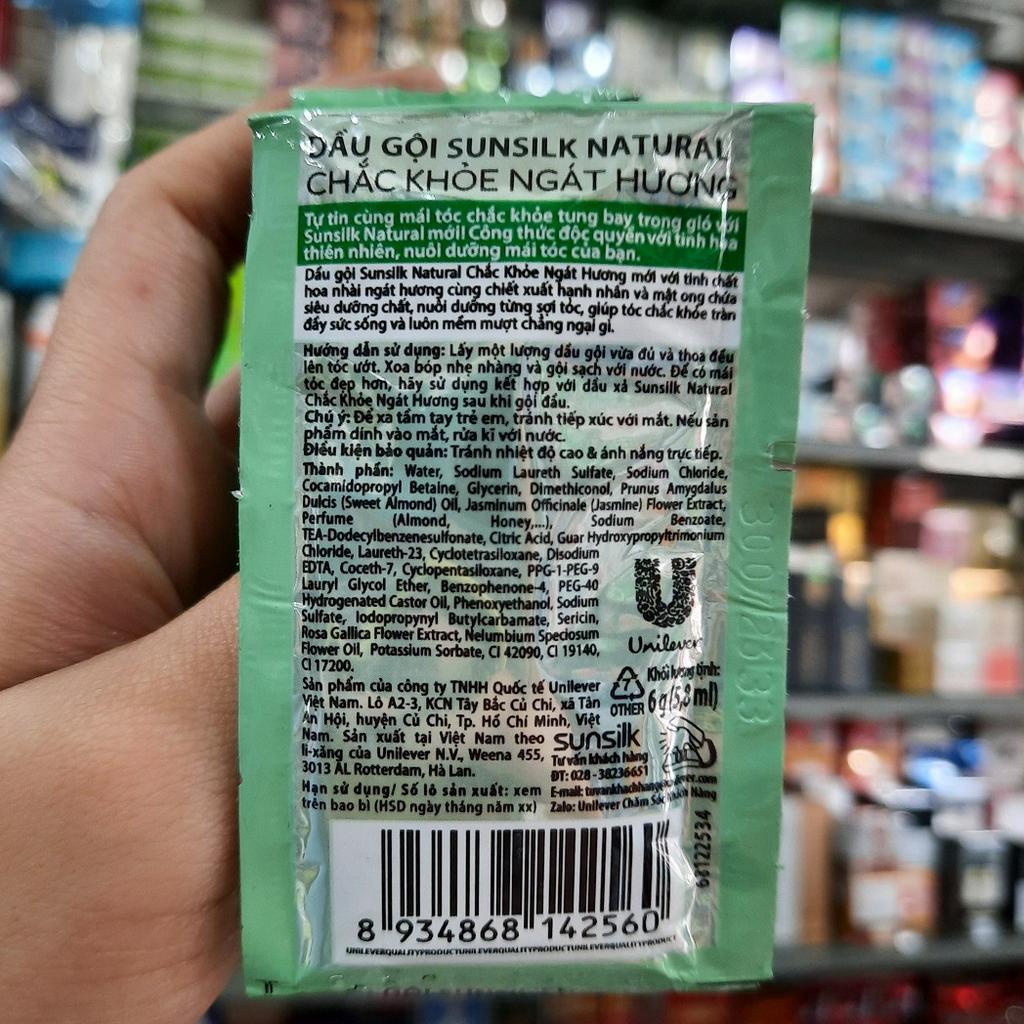 DẦU GỘI SUNSILK NATURAL
CHẮC KHỎE NGÁT HƯƠNG
Tự tin cùng mái tóc chắc khỏe tung bay trong gió với
Sunsilk Natural mới! Công thức độc quyền với tinh hoa
thiên nhiên, nuôi dưỡng mái tóc của bạn.
Dầu gội Sunsilk Natural Chắc Khỏe Ngát Hương mới với tinh chất
hoa nhài ngát hương cùng chiết xuất hạnh nhân và mật ong chứa
siêu dưỡng chất, nuôi dưỡng từng sợi tóc, giúp tóc chắc khỏe tràn
đầy sức sống và luôn mềm mượt chẳng ngại gì.
Hướng dẫn sử dụng: Lấy một lượng dầu gội vừa đủ và thoa đều
lên tóc ướt. Xoa bóp nhẹ nhàng và gội sạch với nước. Để có mái
tóc đẹp hơn, hãy sử dụng kết hợp với dầu xả Sunsilk Natural
Chắc Khỏe Ngát Hương sau khi gội đầu.
Chú ý: Để xa tầm tay trẻ em, tránh tiếp xúc với mắt. Nếu sản
phẩm dính vào mắt, rửa kĩ với nước.
Điều kiện bảo quản: Tránh nhiệt độ cao & ánh nắng trực tiếp.
Thành phần: Water, Sodium Laureth Sulfate, Sodium Chloride,
Cocamidopropyl Betaine, Glycerin, Dimethiconol, Prunus Amygdalus
Dulcis (Sweet Almond) Oil, Jasminum Officinale (Jasmine) Flower Extract,
Perfume (Almond, Honey,...), Sodium Benzoate,
TEA-Dodecylbenzenesulfonate, Citric Acid, Guar Hydroxypropyltrimonium
Chloride, Laureth-23, Cyclotetrasiloxane, Disodium
EDTA, Coceth-7, Cyclopentasiloxane, PPG-1-PEG-9
Lauryl Glycol Ether, Benzophenone-4, PEG-40
Hydrogenated Castor Oil, Phenoxyethanol, Sodium
Sulfate, Iodopropynyl Butylcarbamate, Sericin,
Rosa Gallica Flower Extract, Nelumbium Speciosum
Flower Oil, Potassium Sorbate, CI 42090, CI 19140,
CI 17200.
Unilever
Sản phẩm của công ty TNHH Quốc tế Unilever
Việt Nam. Lô A2-3, KCN Tây Bắc Củ Chi, xã Tân
An Hội, huyện Củ Chi, Tp. Hồ Chí Minh, Việt
Nam. Sản xuất tại Việt Nam theo
li-xăng của Unilever N.V., Weena 455,
3013 AL Rotterdam, Hà Lan.
Hạn sử dụng/ Số lô sản xuất: xem
trên bao bì (HSD ngày tháng năm xx)
7
OTHER
Khối lượng tịnh:
6g(5,8 ml)
sunsilk
Tư vấn khách hàng
ĐT: 028 - 38236651
E-mail: tuvankhachhang@unilever.com
Zalo: Unilever Chăm Sóc Khách Hàng
68122534
8 934868 142560
UNILEVERQUALITYPRODUCTUNILEVERQUALITYPRODUCT